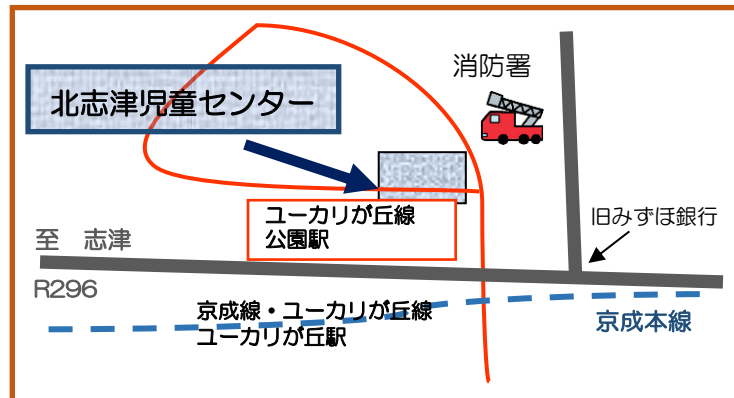 消防署
北志津児童センター
ユーカリが丘線
公園駅
旧みずほ銀行
至 志津
R296
京成線・ユーカリが丘線
ユーカリが丘駅
京成本線